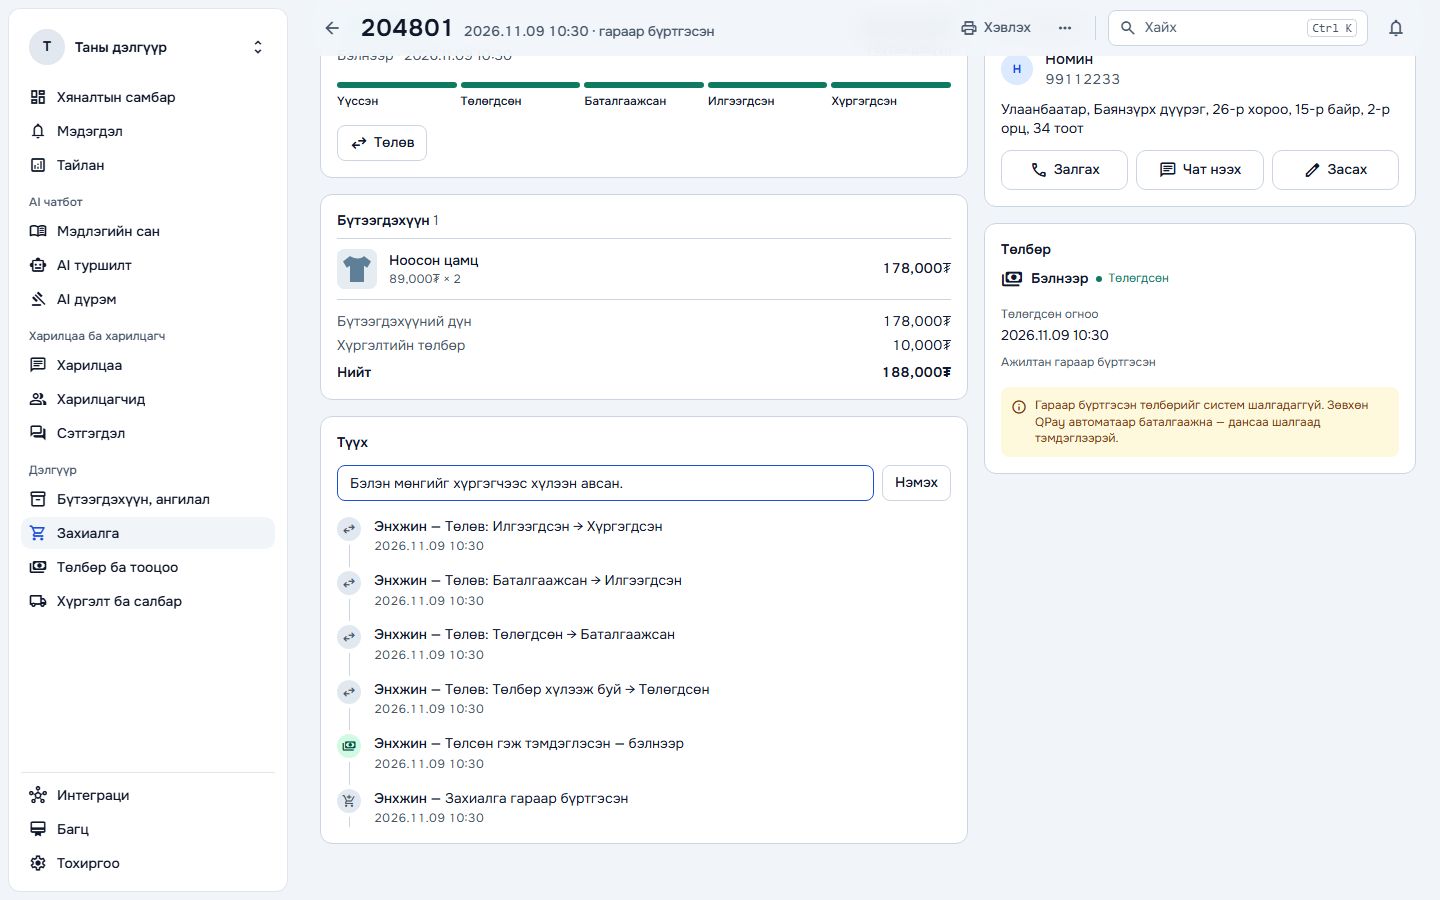 Т Таны дэлгүүр
Хяналтын самбар
Мэдэгдэл
Тайлан
AI чатбот
Мэдлэгийн сан
AI туршилт
AI дүрэм
Харилцаа ба харилцагч
Харилцаа
Харилцагчид
Сэтгэгдэл
Дэлгүүр
Бүтээгдэхүүн, ангилал
Захиалга
Төлбөр ба тооцоо
Хүргэлт ба салбар
Интеграци
Багц
Тохиргоо
204801 2026.11.09 10:30 · гараар бүртгэсэн
Хэвлэх
Хайх Ctrl K
Бэлнээр · 2026.11.09 10:30
Үүссэн Төлөгдсөн Баталгаажсан Илгээгдсэн Хүргэгдсэн
Төлөв
Бүтээгдэхүүн 1
Ноосон цамц
89,000₮ × 2
178,000₮
Бүтээгдэхүүний дүн 178,000₮
Хүргэлтийн төлбөр 10,000₮
Нийт 188,000₮
Түүх
Бэлэн мөнгийг хүргэгчээс хүлээн авсан.
Нэмэх
Энхжин — Төлөв: Илгээгдсэн → Хүргэгдсэн
2026.11.09 10:30
Энхжин — Төлөв: Баталгаажсан → Илгээгдсэн
2026.11.09 10:30
Энхжин — Төлөв: Төлөгдсөн → Баталгаажсан
2026.11.09 10:30
Энхжин — Төлөв: Төлбөр хүлээж буй → Төлөгдсөн
2026.11.09 10:30
Энхжин — Төлсөн гэж тэмдэглэсэн — бэлнээр
2026.11.09 10:30
Энхжин — Захиалга гараар бүртгэсэн
2026.11.09 10:30
Н Номин
99112233
Улаанбаатар, Баянзүрх дүүрэг, 26-р хороо, 15-р байр, 2-р
орц, 34 тоот
Залгах
Чат нээх
Засах
Төлбөр
Бэлнээр Төлөгдсөн
Төлөгдсөн огноо
2026.11.09 10:30
Ажилтан гараар бүртгэсэн
Гараар бүртгэсэн төлбөрийг систем шалгадаггүй. Зөвхөн
QPay автоматаар баталгаажна — дансаа шалгаад
тэмдэглээрэй.